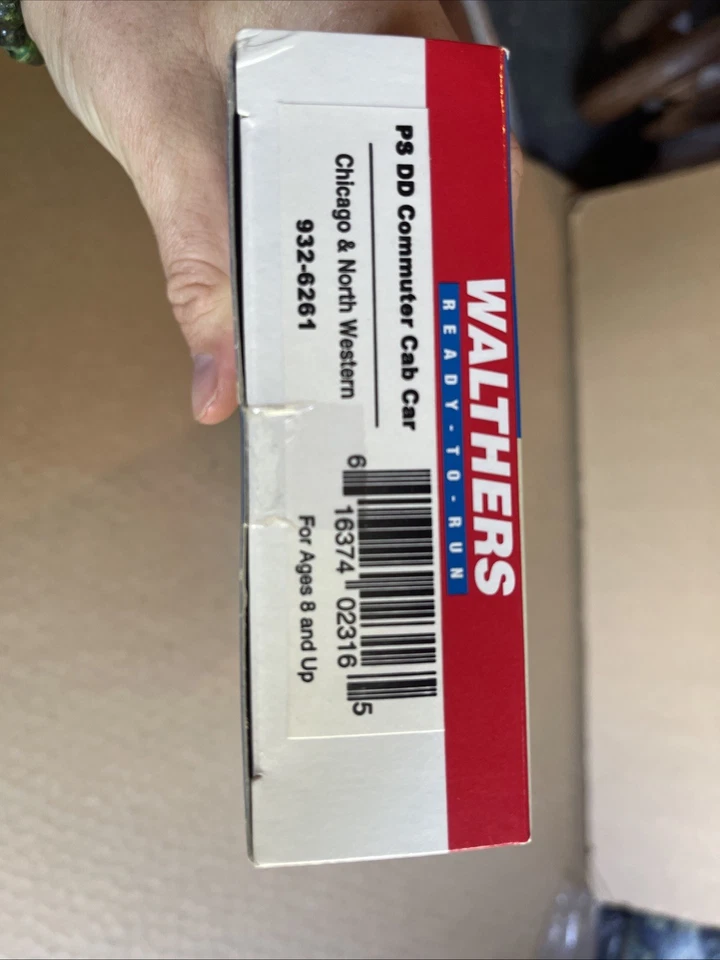 WALTHERS
READY-TO-RUN
PS DD Commuter Cab Car
Chicago & North Western
932-6261
6 16374 02316 5
For Ages 8 and Up